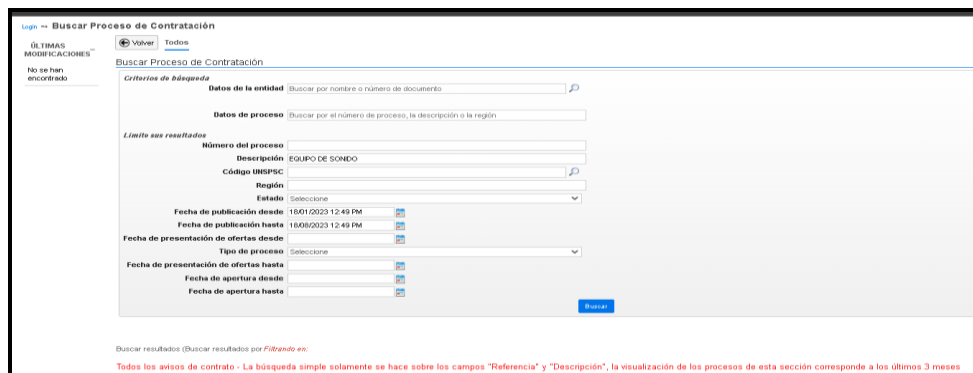 Login ⇒ Buscar Proceso de Contratación
ÚLTIMAS MODIFICACIONES
No se han encontrado
Volver Todos
Buscar Proceso de Contratación
Criterios de búsqueda
Datos de la entidad Buscar por nombre o número de documento
Datos de proceso Buscar por el número de proceso, la descripción o la región
Limite sus resultados
Número del proceso
Descripción EQUIPO DE SONIDO
Código UNSPSC
Región
Estado Seleccione
Fecha de publicación desde 18/01/2023 12:49 PM
Fecha de publicación hasta 18/08/2023 12:49 PM
Fecha de presentación de ofertas desde
Tipo de proceso Seleccione
Fecha de presentación de ofertas hasta
Fecha de apertura desde
Fecha de apertura hasta
Buscar
Buscar resultados (Buscar resultados por Filtrando en:
Todos los avisos de contrato - La búsqueda simple solamente se hace sobre los campos "Referencia" y "Descripción", la visualización de los procesos de esta sección corresponde a los últimos 3 meses